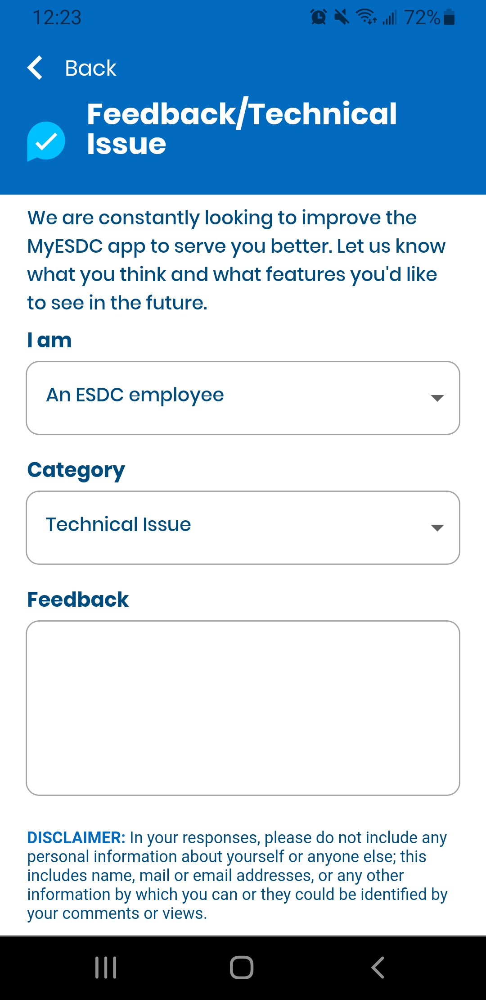 12:23
72%
Back
Feedback/Technical
Issue
We are constantly looking to improve the
MyESDC app to serve you better. Let us know
what you think and what features you'd like
to see in the future.
I am
An ESDC employee
Category
Technical Issue
Feedback
DISCLAIMER: In your responses, please do not include any
personal information about yourself or anyone else; this
includes name, mail or email addresses, or any other
information by which you can or they could be identified by
your comments or views.